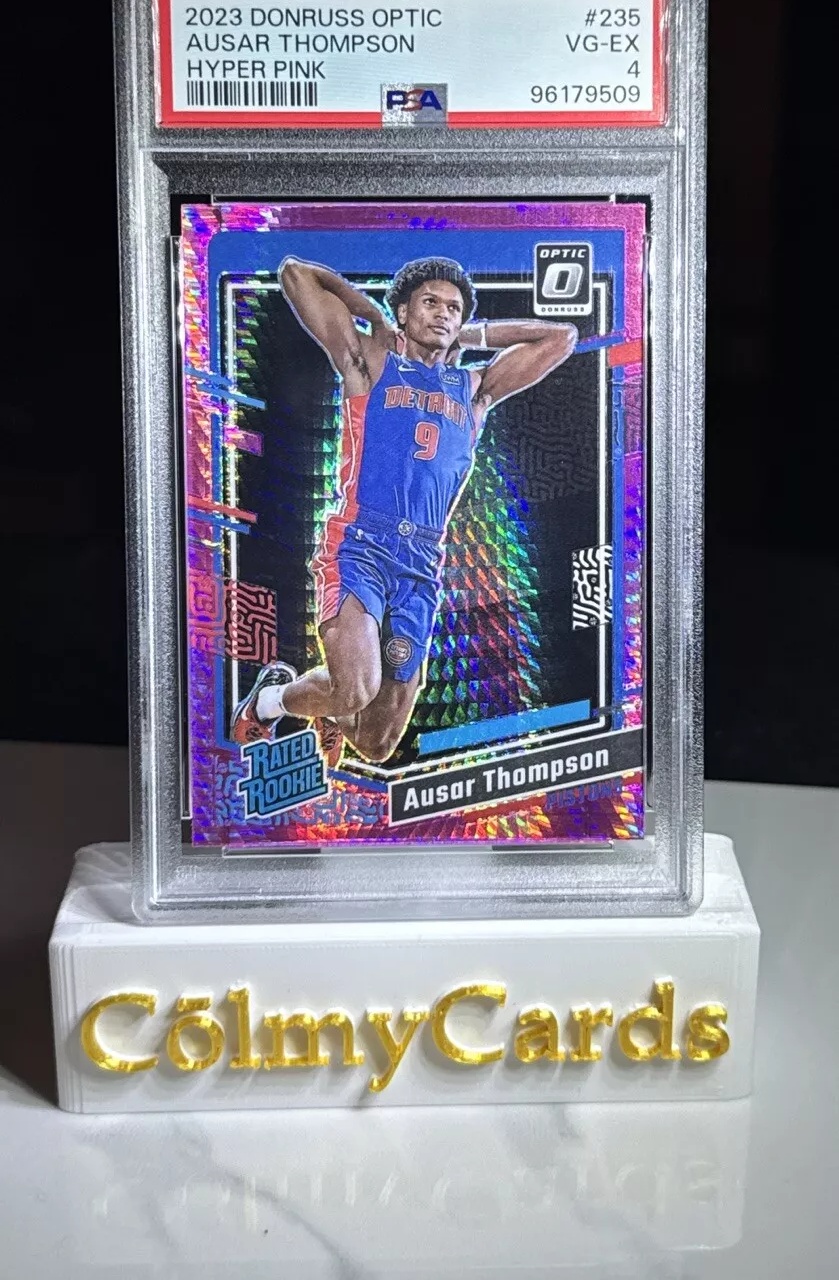 2023 DONRUSS OPTIC #235
AUSAR THOMPSON VG-EX
HYPER PINK 4
PSA 96179509
OPTIC
DONRUSS
DETROIT
9
RATED
ROOKIE
Ausar Thompson
PISTONS
CōlmyCards